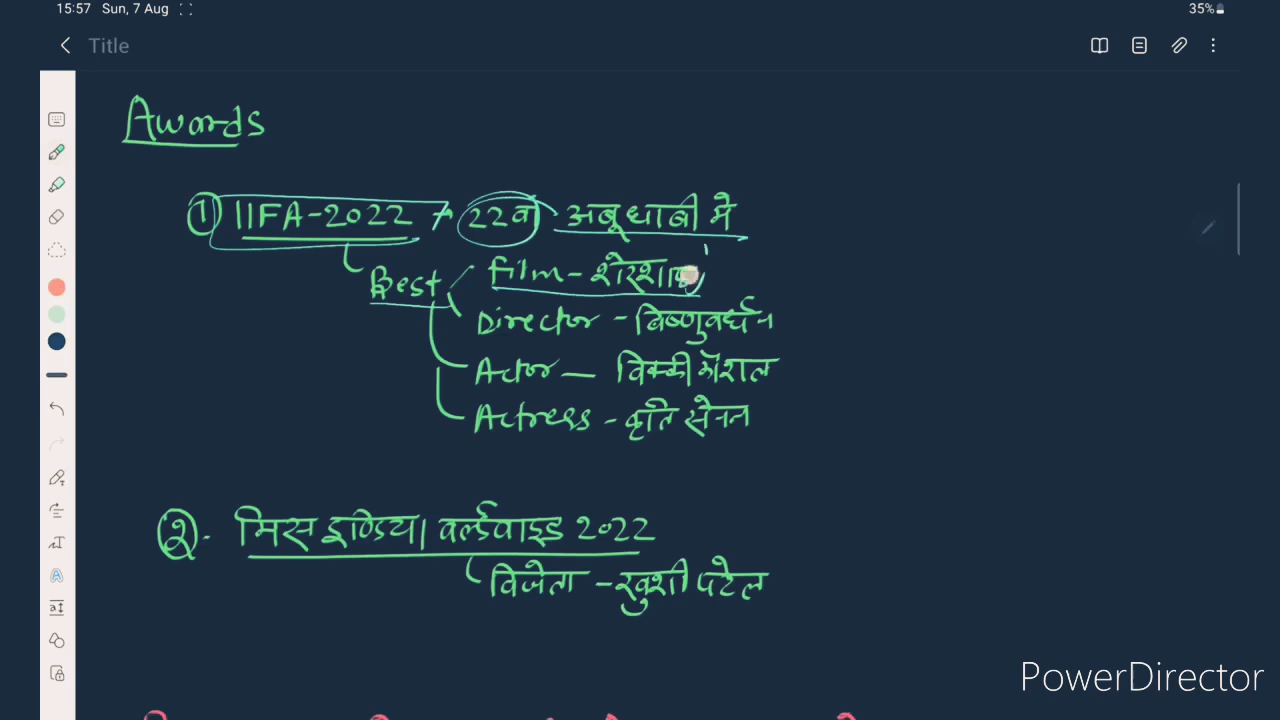 15:57 Sun, 7 Aug
35%
Title
Awards
① IIFA-2022 → 22वा अबूधाबी में
Best
film - शेरशाह
Director - विष्णुवर्धन
Actor - विक्की कौशल
Actress - कृति सेनन
2. मिस इण्डिया वर्ल्डवाइड 2022
विजेता - खुशी पटेल
PowerDirector